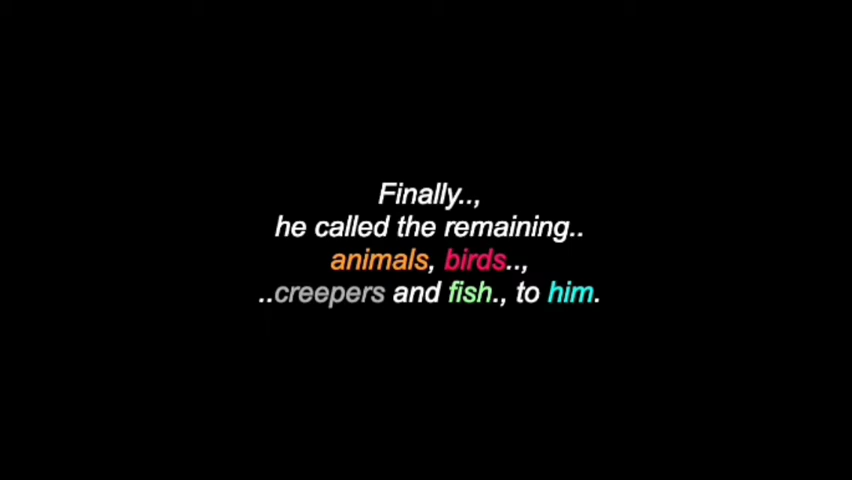 Finally..,
he called the remaining..
animals, birds..,
..creepers and fish., to him.